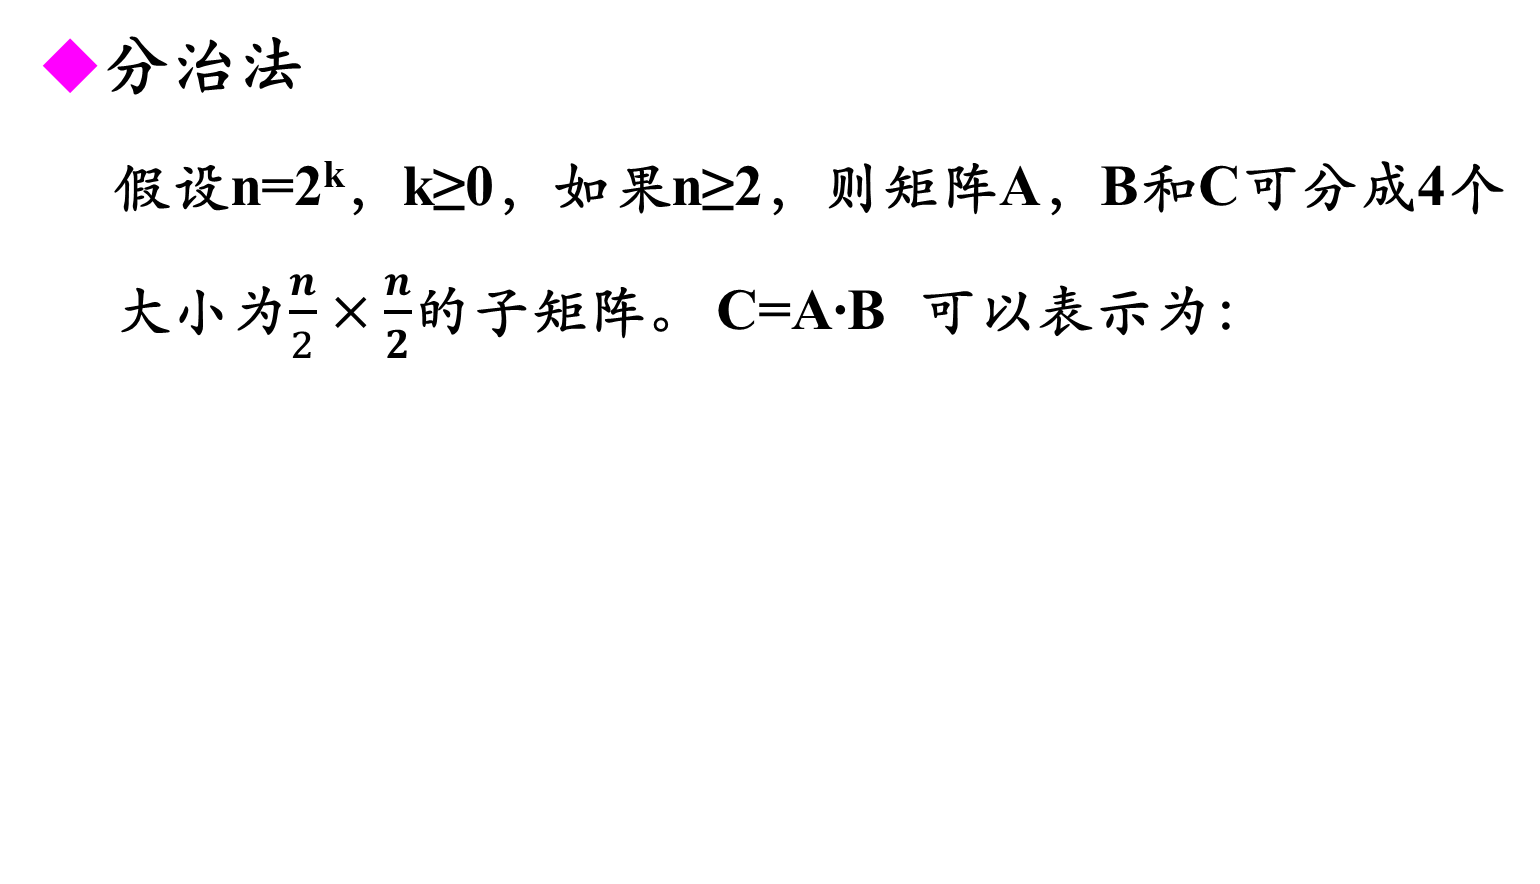 ◆分治法
假设n=2ᵏ，k≥0，如果n≥2，则矩阵A，B和C可分成4个
大小为n/2×n/2的子矩阵。C=A·B 可以表示为：